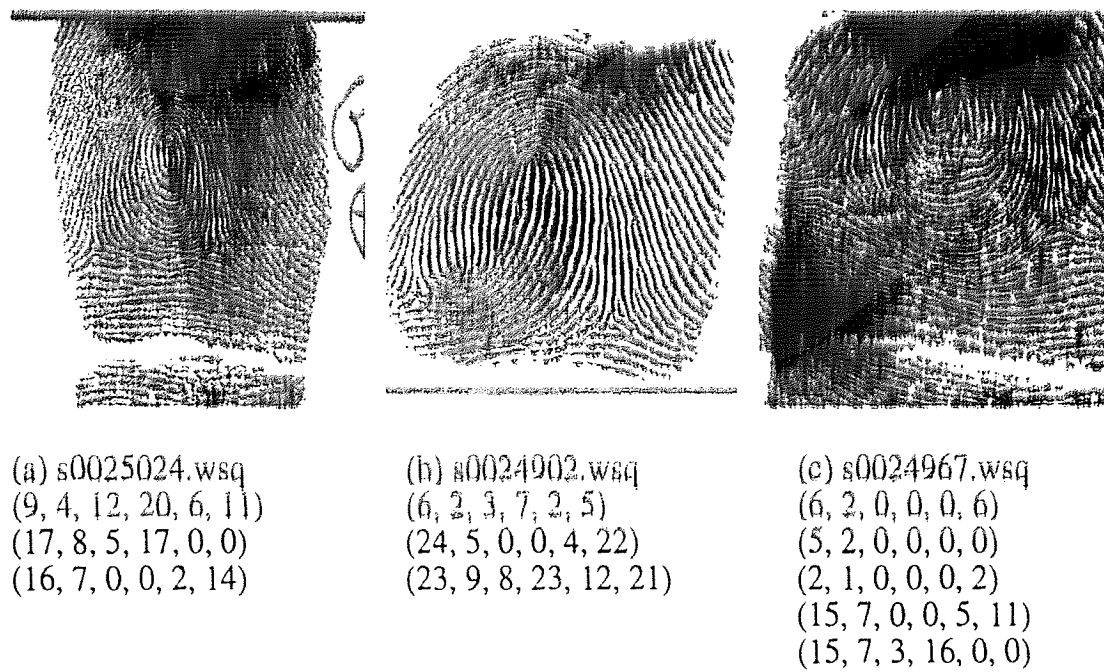 (a) s0025024.wsq
(9, 4, 12, 20, 6, 11)
(17, 8, 5, 17, 0, 0)
(16, 7, 0, 0, 2, 14)
(b) s0024902.wsq
(6, 2, 3, 7, 2, 5)
(24, 5, 0, 0, 4, 22)
(23, 9, 8, 23, 12, 21)
(c) s0024967.wsq
(6, 2, 0, 0, 0, 6)
(5, 2, 0, 0, 0, 0)
(2, 1, 0, 0, 0, 2)
(15, 7, 0, 0, 5, 11)
(15, 7, 3, 16, 0, 0)